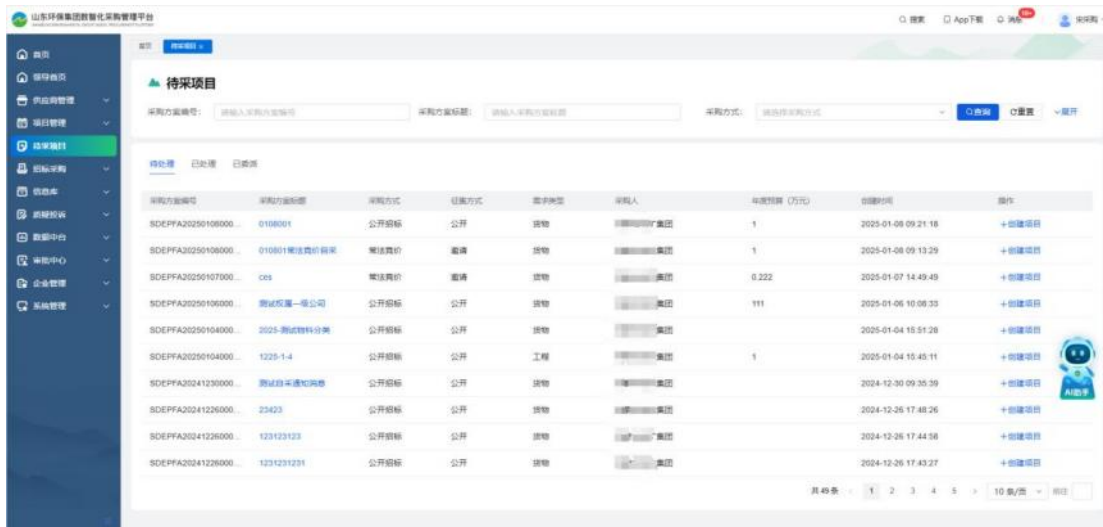 山东环保集团数智化采购管理平台
搜索 App下载 消息 99+ 宋采购
首页 待采项目 ×
首页
领导首页
供应商管理
项目管理
待采项目
招标采购
信息库
质疑投诉
数据中台
审批中心
企业管理
系统管理
待采项目
采购方案编号: 请输入采购方案编号 采购方案标题: 请输入采购方案标题 采购方式: 请选择采购方式 查询 重置 展开
待处理 已处理 已委派
采购方案编号 采购方案标题 采购方式 征集方式 需求类型 采购人 年度预算 (万元) 创建时间 操作
SDEPFA20250108000... 0108001 公开招标 公开 货物 集团 1 2025-01-08 09:21:18 +创建项目
SDEPFA20250108000... 010801常法竞价自采 常法竞价 邀请 货物 集团 1 2025-01-08 09:13:29 +创建项目
SDEPFA20250107000... ces 常法竞价 邀请 货物 集团 0.222 2025-01-07 14:49:49 +创建项目
SDEPFA20250106000... 测试权属一级公司 公开招标 公开 货物 集团 111 2025-01-06 10:08:33 +创建项目
SDEPFA20250104000... 2025-测试物料分类 公开招标 公开 货物 集团 2025-01-04 15:51:28 +创建项目
SDEPFA20250104000... 1225-1-4 公开招标 公开 工程 集团 1 2025-01-04 15:45:11 +创建项目
SDEPFA20241230000... 测试自采通知消息 公开招标 公开 货物 集团 2024-12-30 09:35:39 +创建项目
SDEPFA20241226000... 23423 公开招标 公开 货物 集团 2024-12-26 17:48:26 +创建项目
SDEPFA20241226000... 123123123 公开招标 公开 货物 集团 2024-12-26 17:44:58 +创建项目
SDEPFA20241226000... 1231231231 公开招标 公开 货物 集团 2024-12-26 17:43:27 +创建项目
AI助手
共49条 < 1 2 3 4 5 > 10条/页 前往